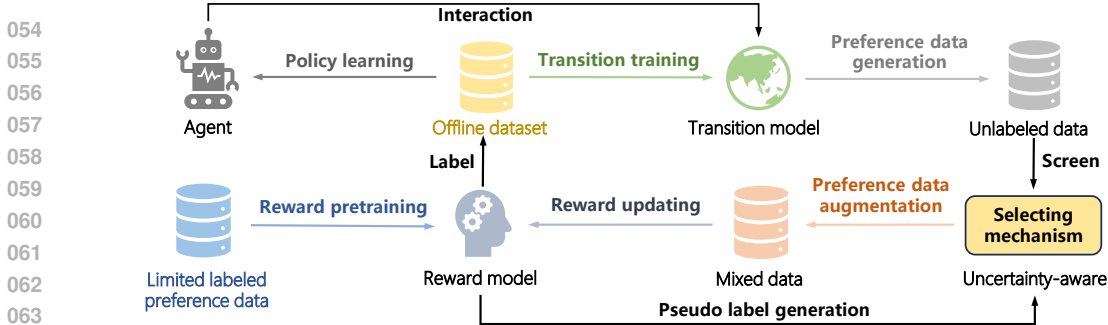 054
055
056
057
058
059
060
061
062
063
Interaction
Policy learning
Transition training
Preference data
generation
Agent
Offline dataset
Transition model
Unlabeled data
Label
Screen
Reward pretraining
Reward updating
Preference data
augmentation
Selecting
mechanism
Limited labeled
preference data
Reward model
Mixed data
Uncertainty-aware
Pseudo label generation